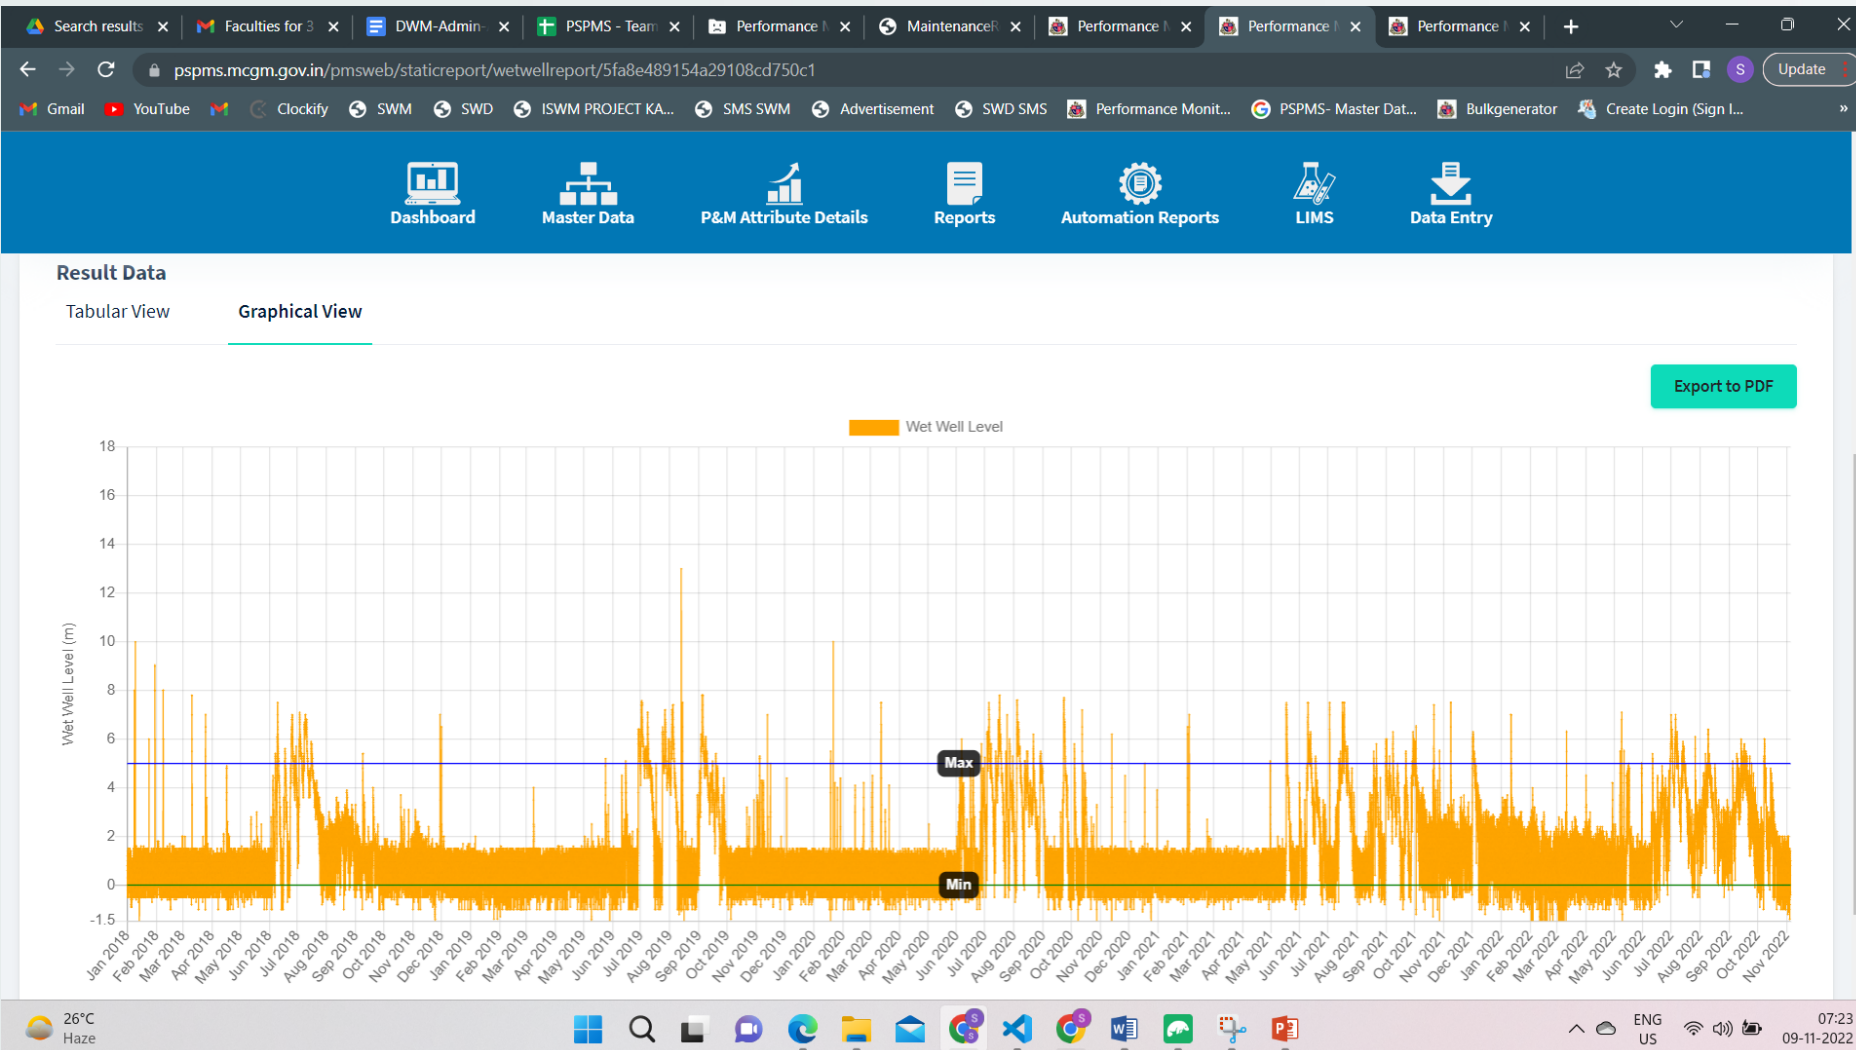 Search results
Faculties for 3
DWM-Admin-
PSPMS - Team
Performance M
MaintenanceR
Performance M
Performance M
Performance M
pspms.mcgm.gov.in/pmsweb/staticreport/wetwellreport/5fa8e489154a29108cd750c1
S
Update
Gmail
YouTube
Clockify
SWM
SWD
ISWM PROJECT KA...
SMS SWM
Advertisement
SWD SMS
Performance Monit...
PSPMS- Master Dat...
Bulkgenerator
Create Login (Sign I...
»
Dashboard
Master Data
P&M Attribute Details
Reports
Automation Reports
LIMS
Data Entry
Result Data
Tabular View
Graphical View
Export to PDF
Wet Well Level
Wet Well Level (m)
18
16
14
12
10
8
6
4
2
0
-1.5
Max
Min
Jan 2018
Feb 2018
Mar 2018
Apr 2018
May 2018
Jun 2018
Jul 2018
Aug 2018
Sep 2018
Oct 2018
Nov 2018
Dec 2018
Jan 2019
Feb 2019
Mar 2019
Apr 2019
May 2019
Jun 2019
Jul 2019
Aug 2019
Sep 2019
Oct 2019
Nov 2019
Dec 2019
Jan 2020
Feb 2020
Mar 2020
Apr 2020
May 2020
Jun 2020
Jul 2020
Aug 2020
Sep 2020
Oct 2020
Nov 2020
Dec 2020
Jan 2021
Feb 2021
Mar 2021
Apr 2021
May 2021
Jun 2021
Jul 2021
Aug 2021
Sep 2021
Oct 2021
Nov 2021
Dec 2021
Jan 2022
Feb 2022
Mar 2022
Apr 2022
May 2022
Jun 2022
Jul 2022
Aug 2022
Sep 2022
Oct 2022
Nov 2022
26°C
Haze
ENG
US
07:23
09-11-2022